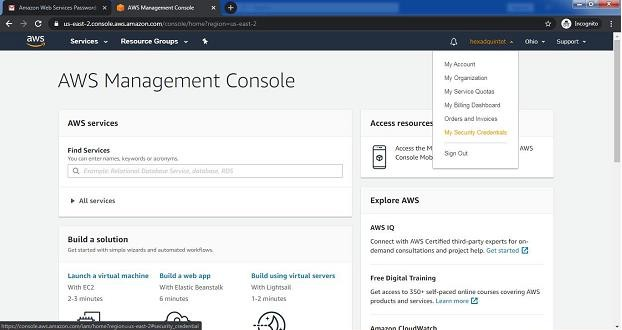 Amazon Web Services Password
AWS Management Console
us-east-2.console.aws.amazon.com/console/home?region=us-east-2
Incognito
aws
Services
Resource Groups
hexadquintet
Ohio
Support
My Account
My Organization
My Service Quotas
My Billing Dashboard
Orders and Invoices
My Security Credentials
Sign Out
AWS Management Console
AWS services
Find Services
You can enter names, keywords or acronyms.
Example: Relational Database Service, database, RDS
All services
Build a solution
Get started with simple wizards and automated workflows.
Launch a virtual machine
With EC2
2-3 minutes
Build a web app
With Elastic Beanstalk
6 minutes
Build using virtual servers
With Lightsail
1-2 minutes
Access resources
Access the M AWS
Console Mob
Explore AWS
AWS IQ
Connect with AWS Certified third-party experts for on-
demand consultations and project help. Get started
Free Digital Training
Get access to 350+ self-paced online courses covering AWS
products and services. Learn more
Amazon CloudWatch
https://console.aws.amazon.com/iam/home?region=us-east-2#security_credential